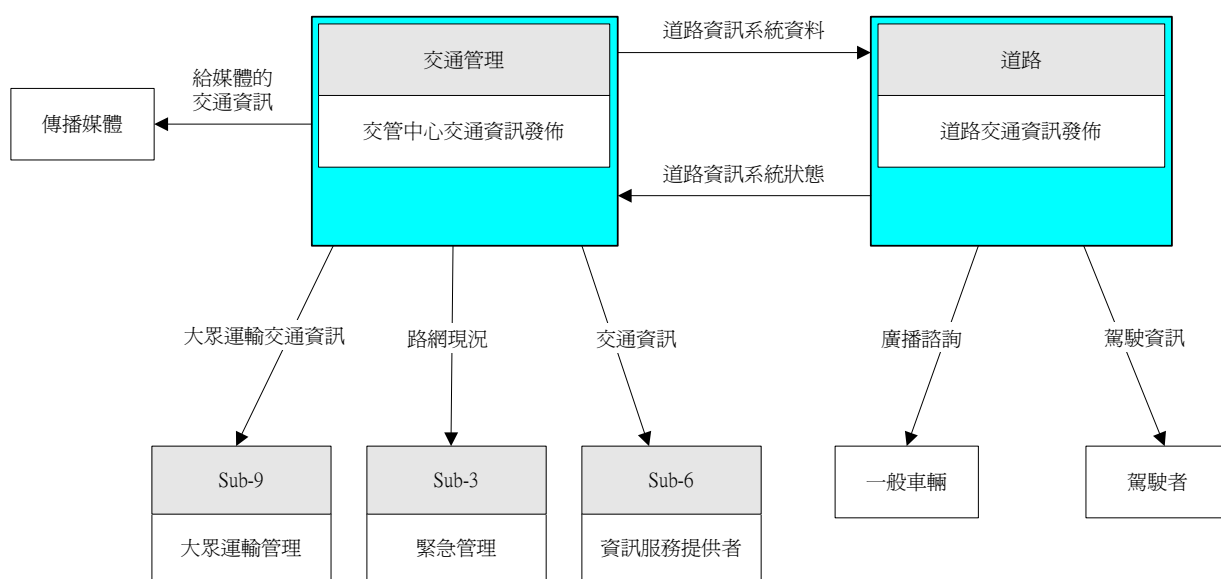 交通管理
交管中心交通資訊發佈
道路資訊系統資料
道路
道路交通資訊發佈
給媒體的
交通資訊
傳播媒體
道路資訊系統狀態
大眾運輸交通資訊
路網現況
交通資訊
廣播諮詢
駕駛資訊
Sub-9
大眾運輸管理
Sub-3
緊急管理
Sub-6
資訊服務提供者
一般車輛
駕駛者